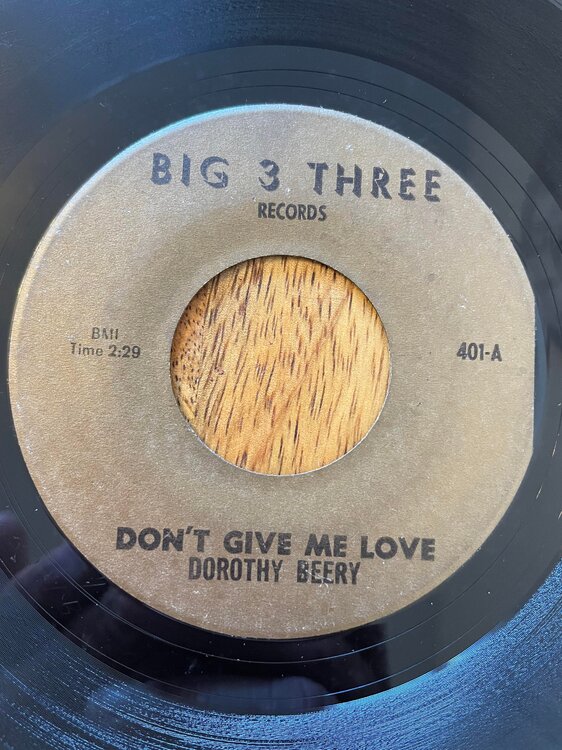 BIG 3 THREE
RECORDS
BMI
Time 2:29
401-A
DON'T GIVE ME LOVE
DOROTHY BEERY